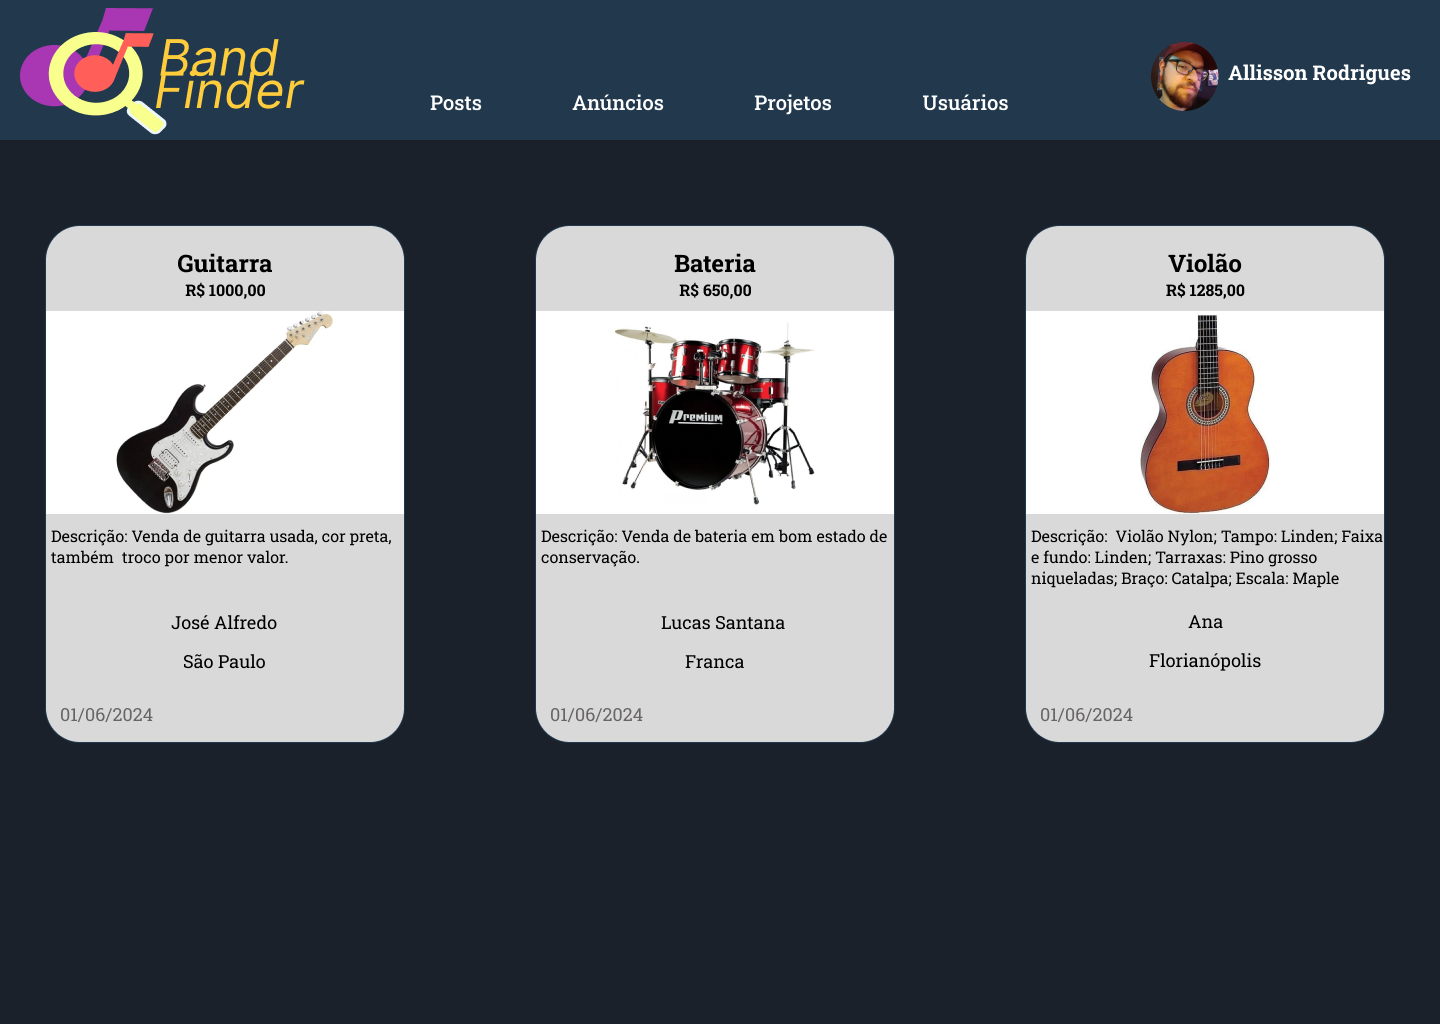 Band
Finder
Posts
Anúncios
Projetos
Usuários
Allisson Rodrigues
Guitarra
R$ 1000,00
Descrição: Venda de guitarra usada, cor preta,
também  troco por menor valor.
José Alfredo
São Paulo
01/06/2024
Bateria
R$ 650,00
Premium
Descrição: Venda de bateria em bom estado de
conservação.
Lucas Santana
Franca
01/06/2024
Violão
R$ 1285,00
Descrição:  Violão Nylon; Tampo: Linden; Faixa
e fundo: Linden; Tarraxas: Pino grosso
niqueladas; Braço: Catalpa; Escala: Maple
Ana
Florianópolis
01/06/2024